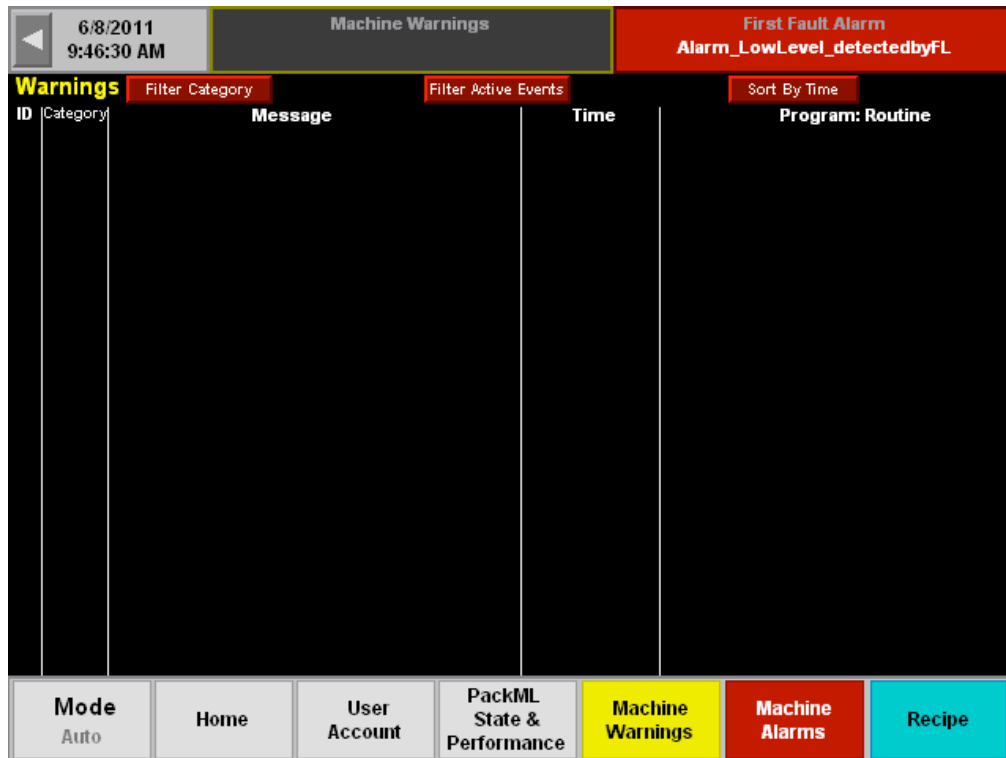 6/8/2011
9:46:30 AM
Machine Warnings
First Fault Alarm
Alarm_LowLevel_detectedbyFL
Warnings
Filter Category
Filter Active Events
Sort By Time
ID
Category
Message
Time
Program: Routine
Mode
Auto
Home
User
Account
PackML
State &
Performance
Machine
Warnings
Machine
Alarms
Recipe